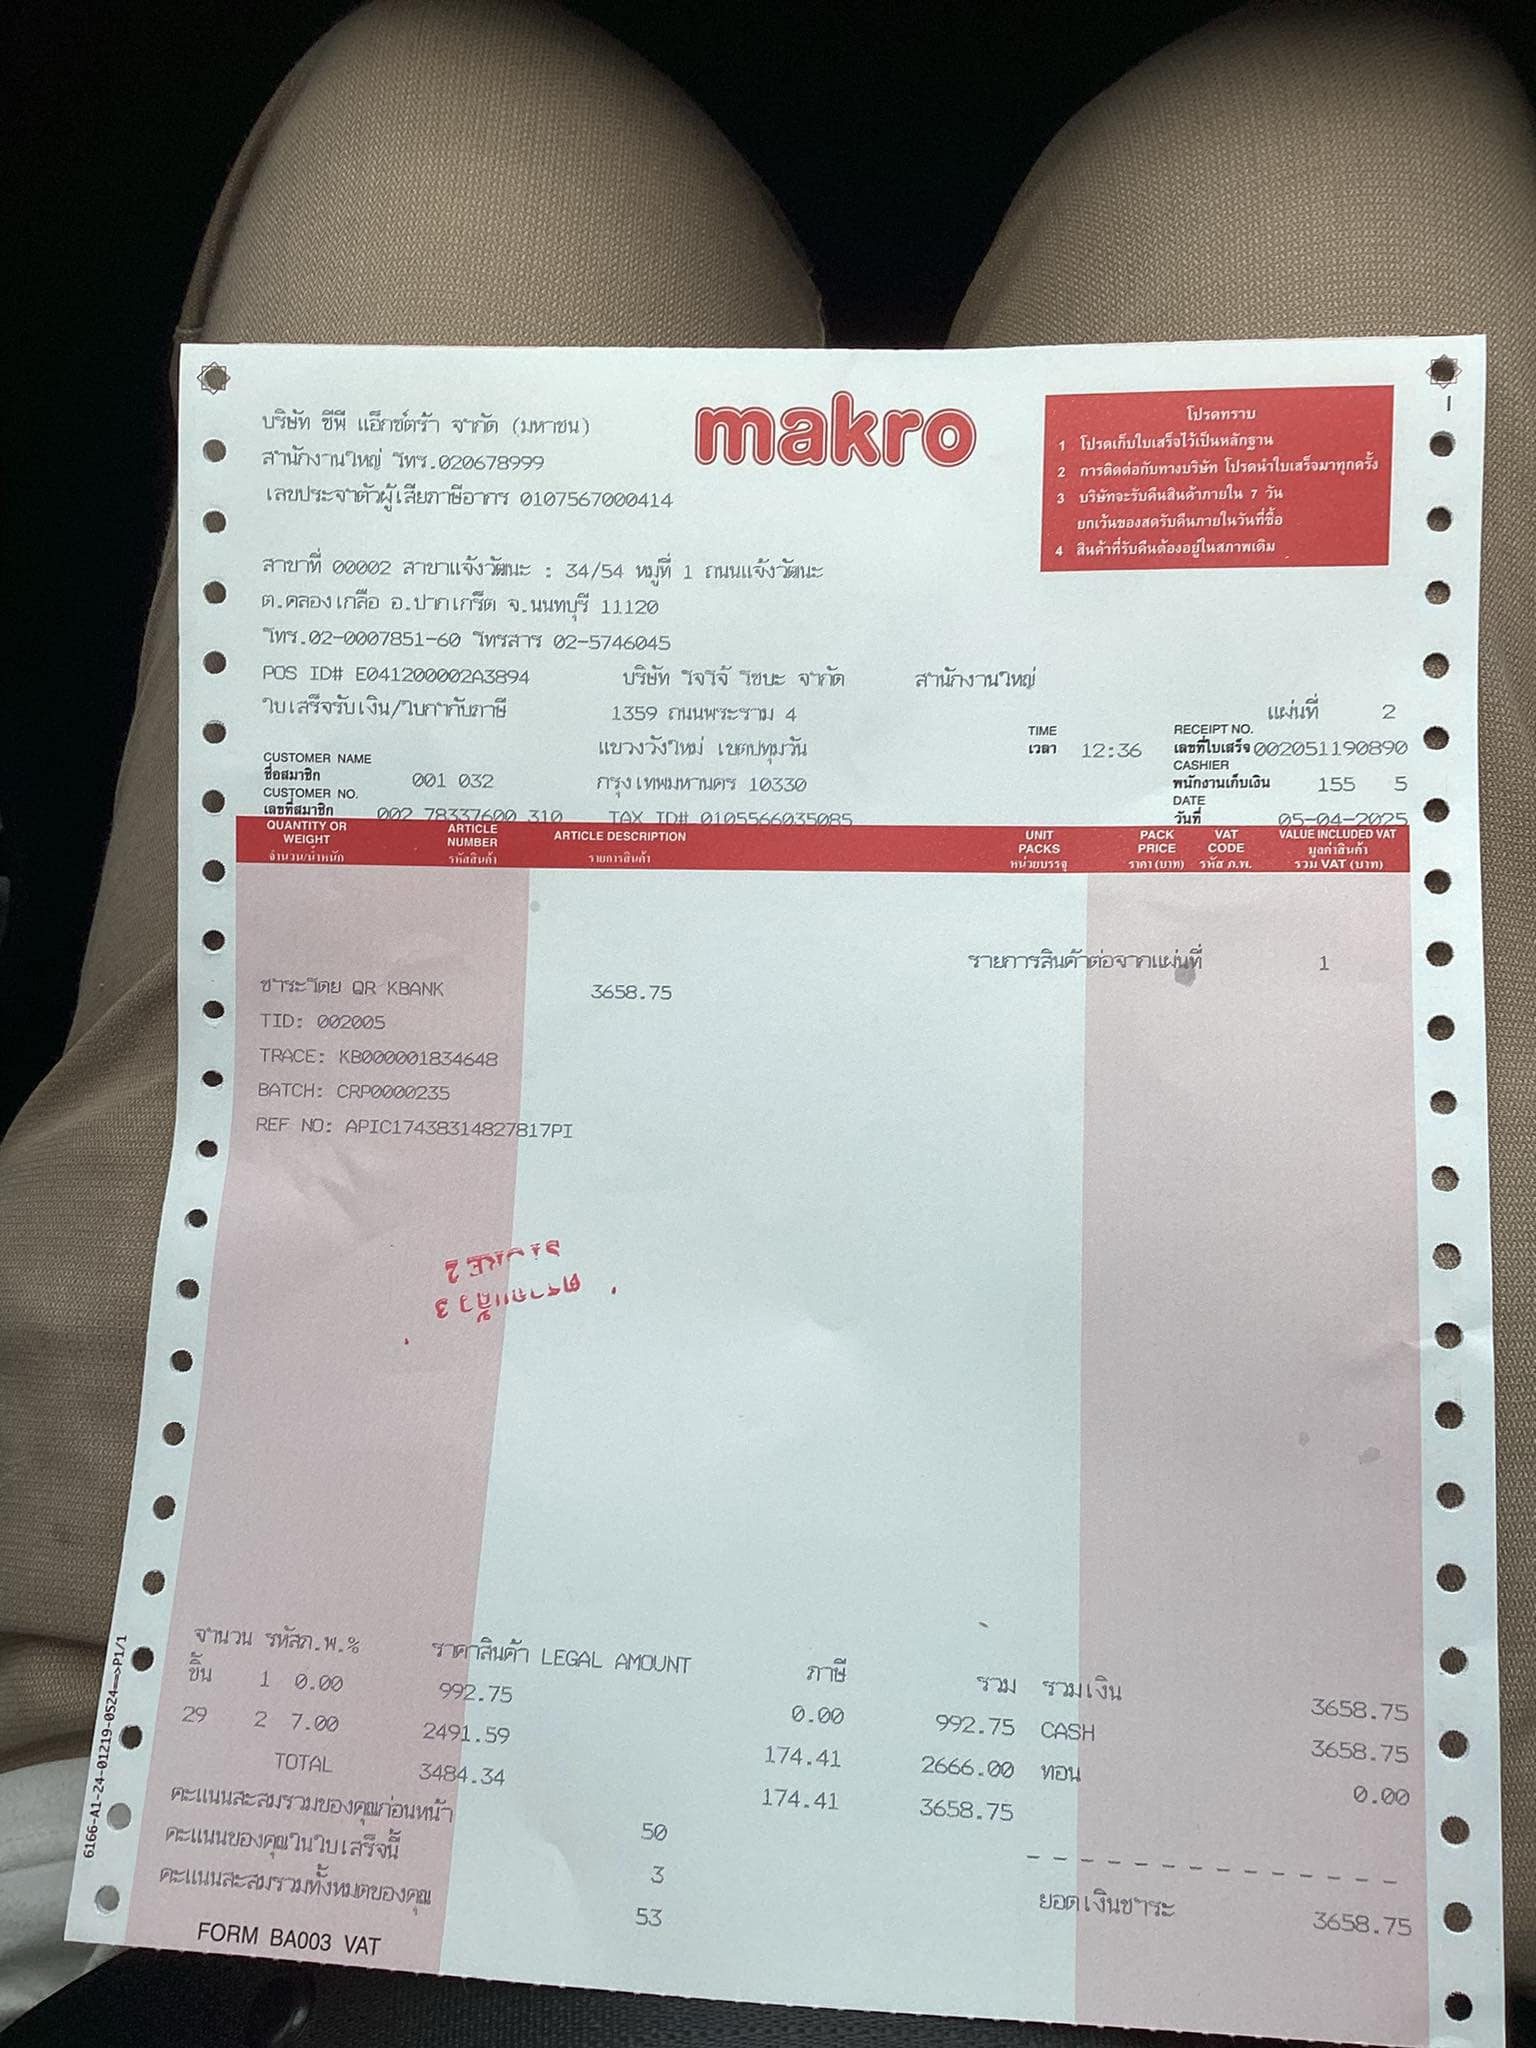 บริษัท ซีพี แอ็กซ์ตร้า จำกัด (มหาชน)
สำนักงานใหญ่ โทร.020678999
เลขประจำตัวผู้เสียภาษีอากร 0107567000414
makro
โปรดทราบ
1 โปรดเก็บใบเสร็จไว้เป็นหลักฐาน
2 การติดต่อกับทางบริษัท โปรดนำใบเสร็จมาทุกครั้ง
3 บริษัทจะรับคืนสินค้าภายใน 7 วัน
ยกเว้นของสดรับคืนภายในวันที่ซื้อ
4 สินค้าที่รับคืนต้องอยู่ในสภาพเดิม
สาขาที่ 00002 สาขาแจ้งวัฒนะ : 34/54 หมู่ที่ 1 ถนนแจ้งวัฒนะ
ต.คลองเกลือ อ.ปากเกร็ด จ.นนทบุรี 11120
โทร.02-0007851-60 โทรสาร 02-5746045
POS ID# E041200002A3894 บริษัท โจโจ้ โซบะ จำกัด สำนักงานใหญ่
ใบเสร็จรับเงิน/ใบกำกับภาษี 1359 ถนนพระราม 4 แผ่นที่ 2
แขวงวังใหม่ เขตปทุมวัน TIME RECEIPT NO.
เวลา 12:36 เลขที่ใบเสร็จ 002051190890
CUSTOMER NAME CASHIER
ชื่อสมาชิก 001 032 กรุงเทพมหานคร 10330 พนักงานเก็บเงิน 155 5
CUSTOMER NO. DATE
เลขที่สมาชิก 002 78337600 310 TAX ID# 0105566035085 วันที่ 05-04-2025
QUANTITY OR WEIGHT ARTICLE NUMBER ARTICLE DESCRIPTION UNIT PACKS PACK PRICE VAT CODE VALUE INCLUDED VAT
จำนวน/น้ำหนัก รหัสสินค้า รายการสินค้า หน่วยบรรจุ ราคา (บาท) รหัส ภ.พ. มูลค่าสินค้า รวม VAT (บาท)
รายการสินค้าต่อจากแผ่นที่ 1
ชำระโดย QR KBANK 3658.75
TID: 002005
TRACE: KB000001834648
BATCH: CRP0000235
REF NO: APIC17438314827817PI
จำนวน รหัสภ.พ.% ราคาสินค้า LEGAL AMOUNT ภาษี รวม รวมเงิน 3658.75
ชิ้น 1 0.00 992.75 0.00 992.75 CASH 3658.75
29 2 7.00 2491.59 174.41 2666.00 ทอน 0.00
TOTAL 3484.34 174.41 3658.75
คะแนนสะสมรวมของคุณก่อนหน้า 50
คะแนนของคุณในใบเสร็จนี้ 3
คะแนนสะสมรวมทั้งหมดของคุณ 53
ยอดเงินชำระ 3658.75
FORM BA003 VAT
6166-A1-24-01219-0524==>P1/1